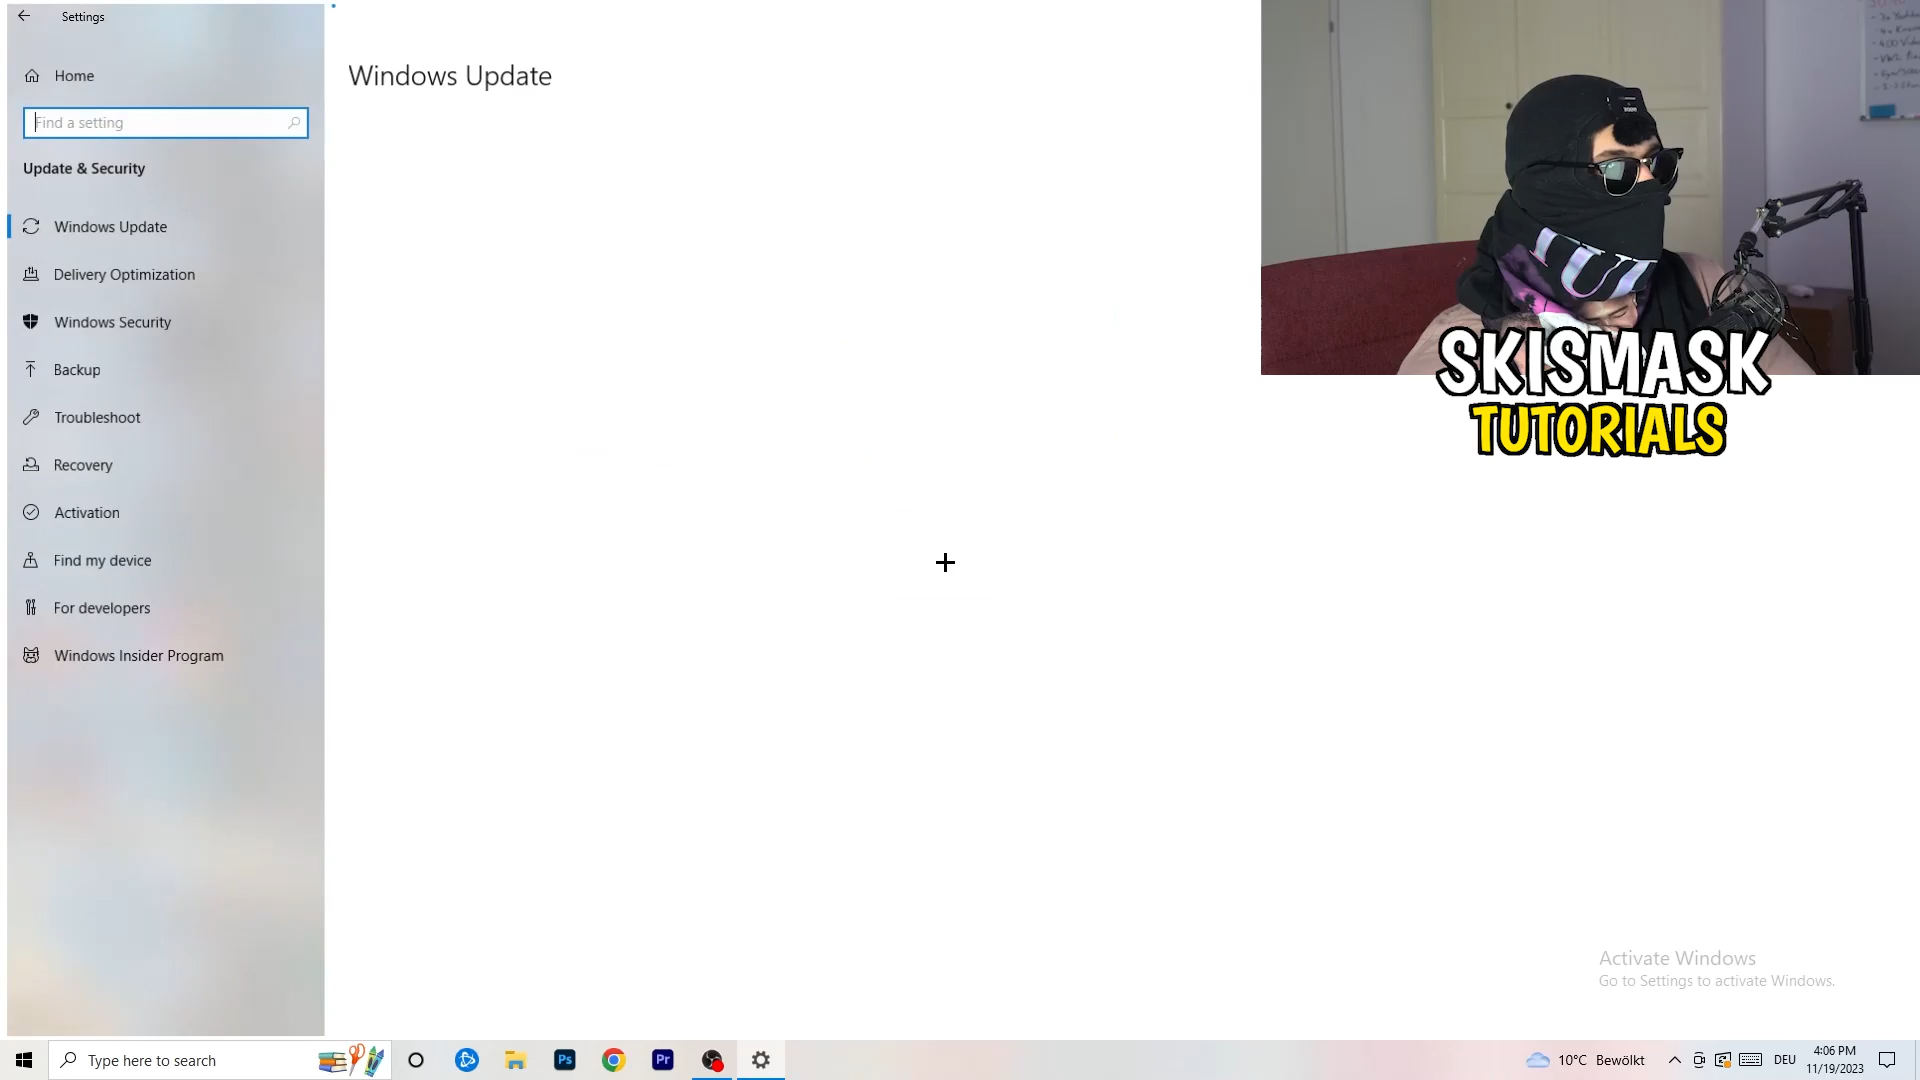 Settings
Home
Find a setting
Update & Security
Windows Update
Delivery Optimization
Windows Security
Backup
Troubleshoot
Recovery
Activation
Find my device
For developers
Windows Insider Program
Windows Update
SKISMASK
TUTORIALS
Activate Windows
Go to Settings to activate Windows.
Type here to search
Ps
Pr
10°C Bewölkt
DEU
4:06 PM
11/19/2023